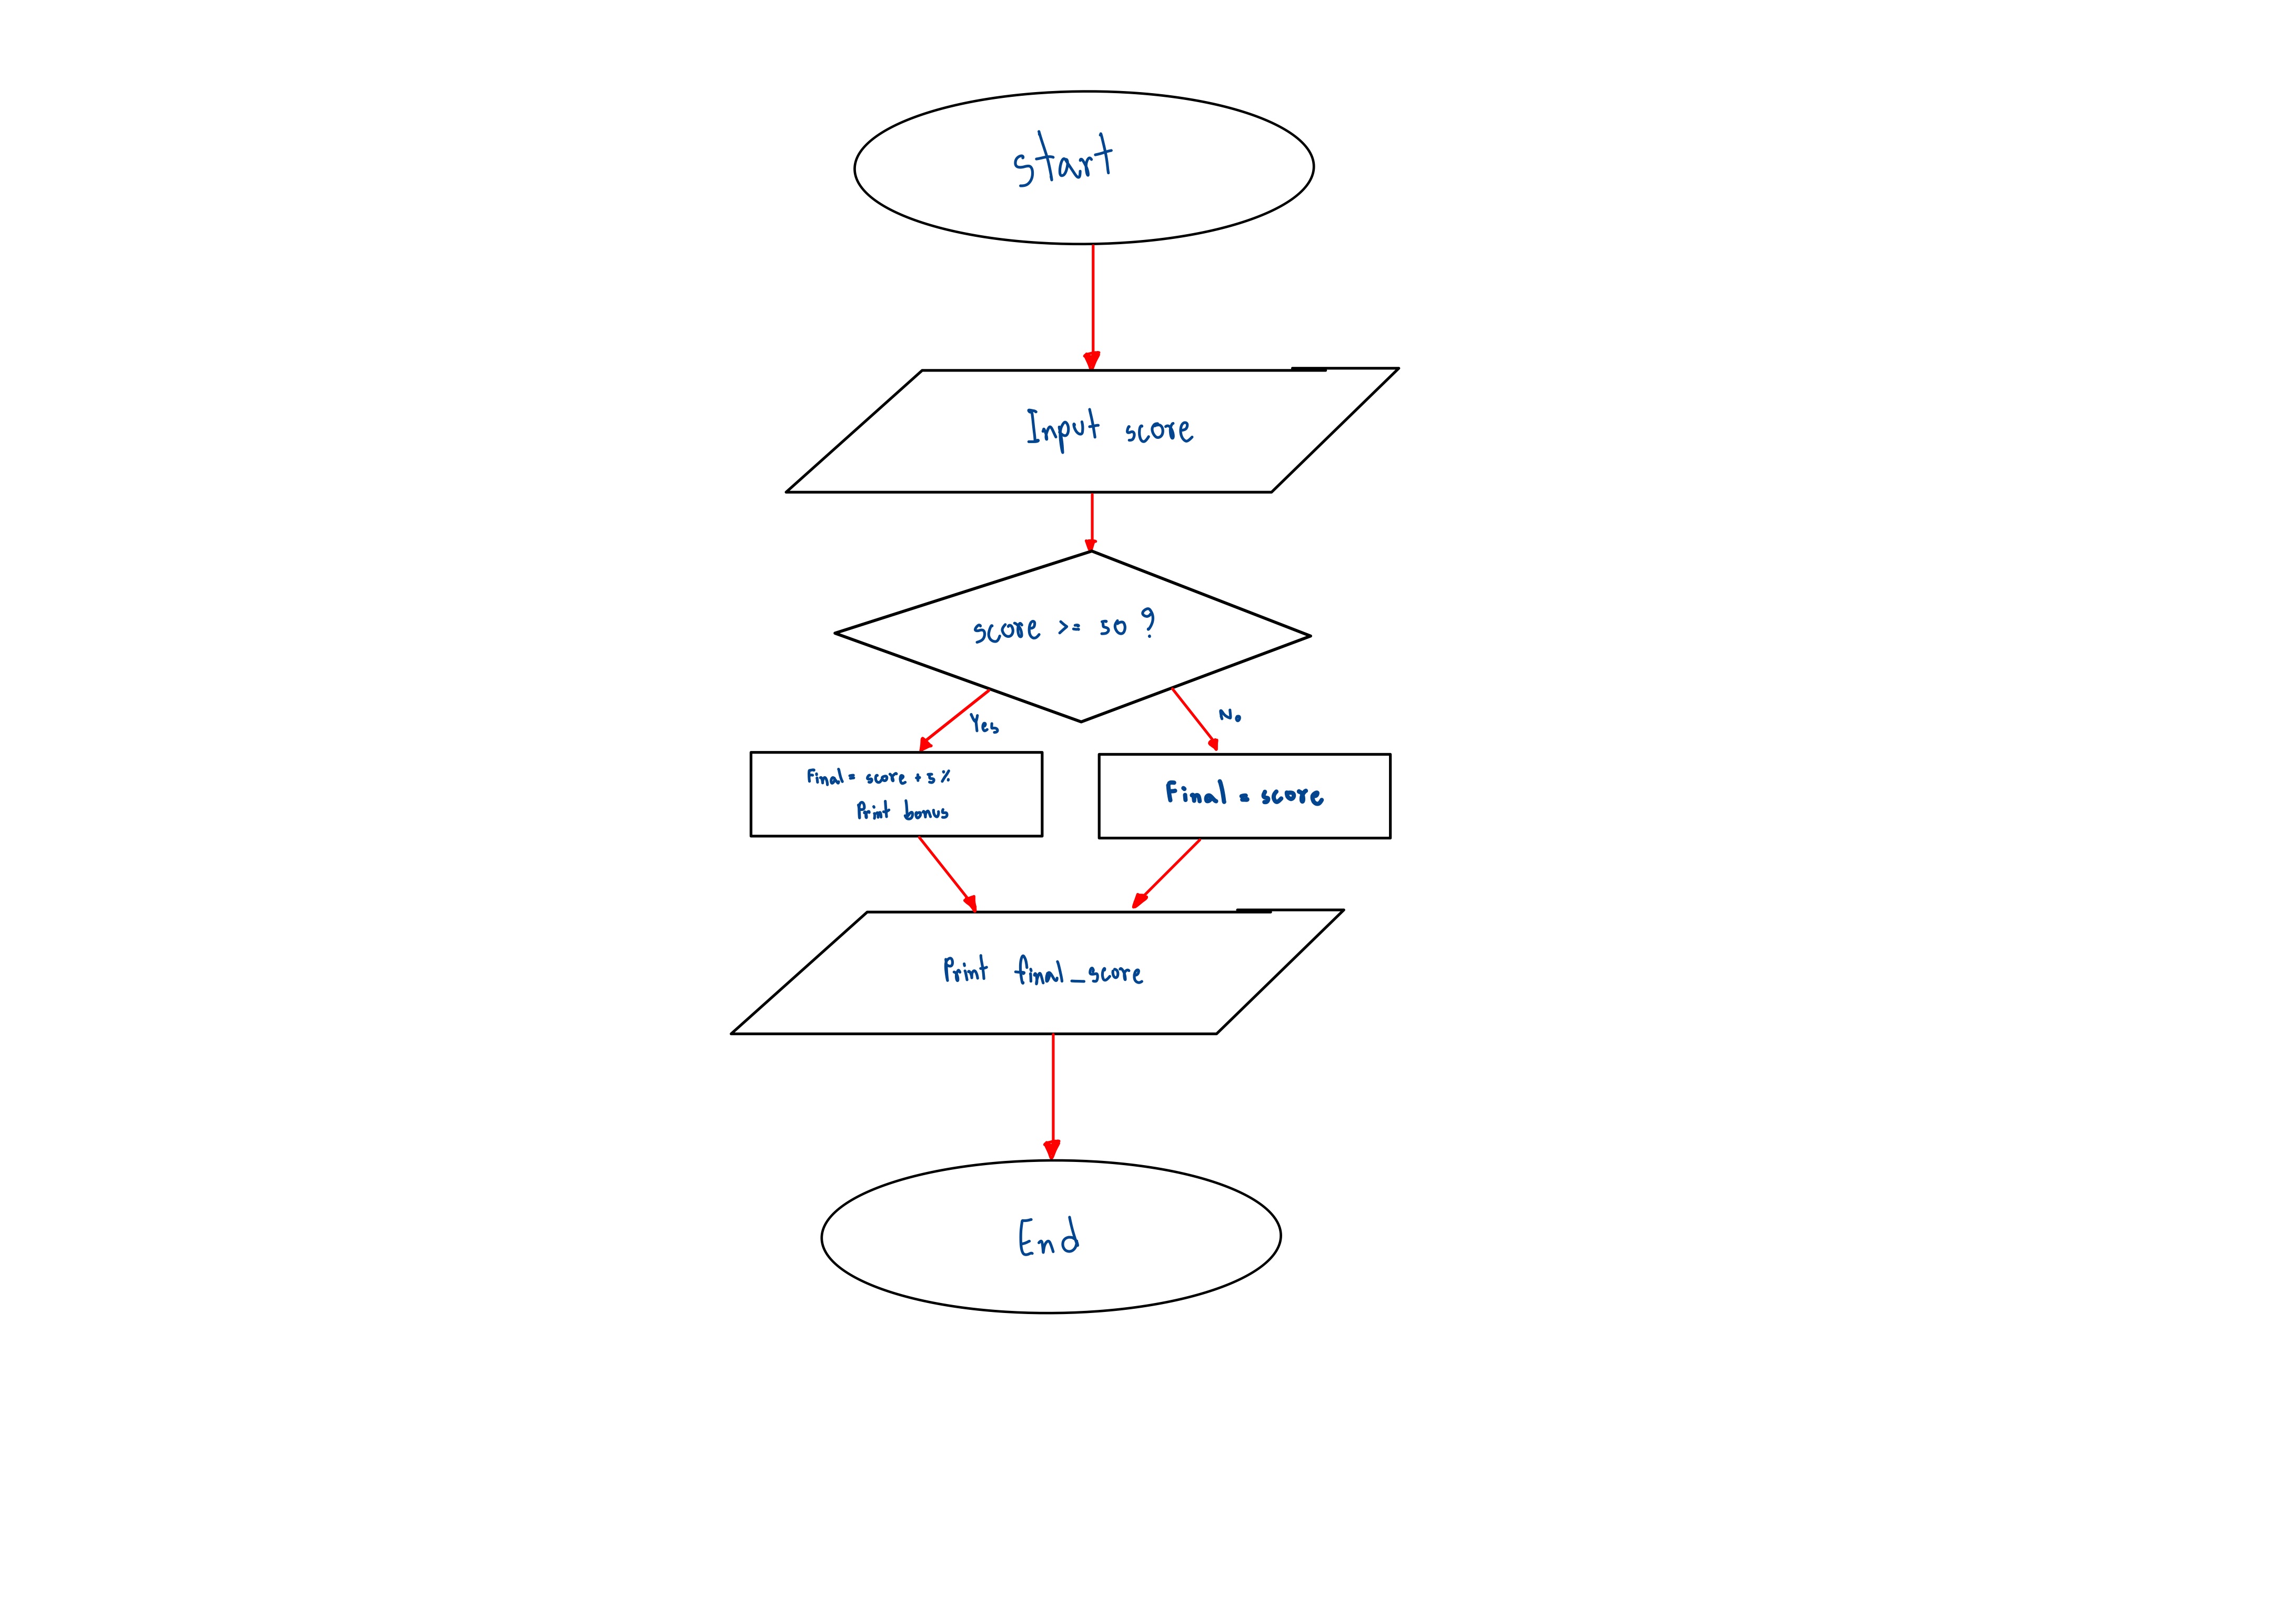 start
Input score
score >= 50 ?
Yes
No
Final = score + 5 %
Print bonus
Final = score
Print final_score
End